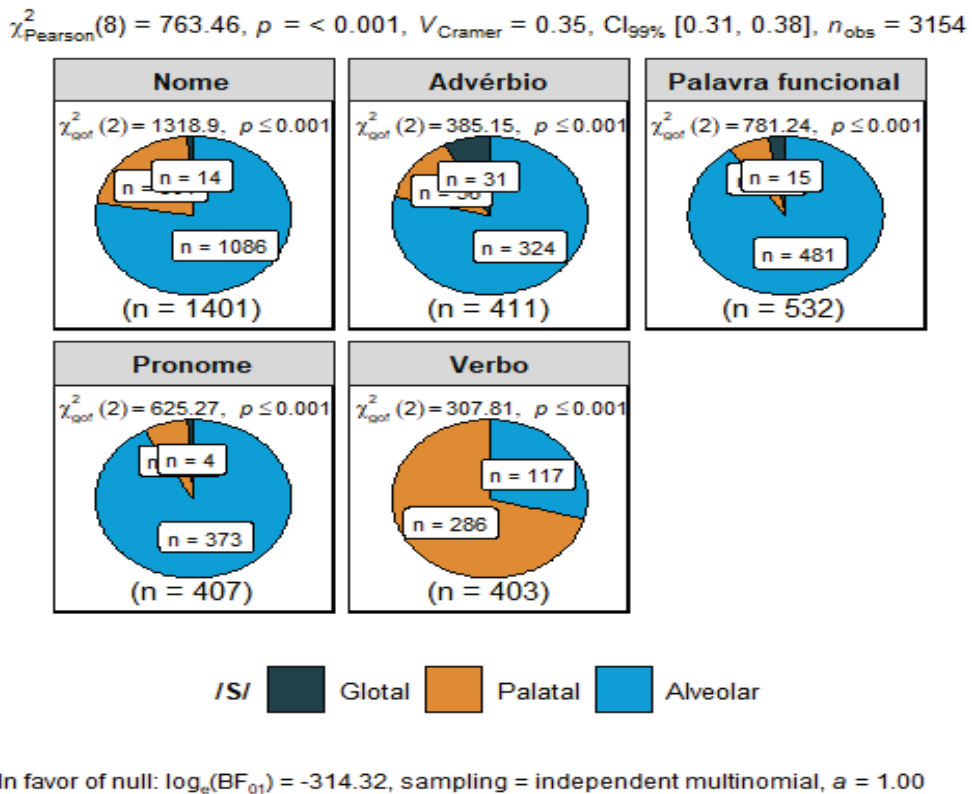 χ²Pearson(8) = 763.46, p = < 0.001, VCramer = 0.35, CI99% [0.31, 0.38], nobs = 3154
Nome
χ²gof (2) = 1318.9, p ≤ 0.001
n = 14
n =
n = 1086
(n = 1401)
Advérbio
χ²gof (2) = 385.15, p ≤ 0.001
n = 31
n = 56
n = 324
(n = 411)
Palavra funcional
χ²gof (2) = 781.24, p ≤ 0.001
n = 15
n = 481
(n = 532)
Pronome
χ²gof (2) = 625.27, p ≤ 0.001
n = 4
n = 373
(n = 407)
Verbo
χ²gof (2) = 307.81, p ≤ 0.001
n = 117
n = 286
(n = 403)
/S/ Glotal Palatal Alveolar
In favor of null: loge(BF01) = -314.32, sampling = independent multinomial, a = 1.00